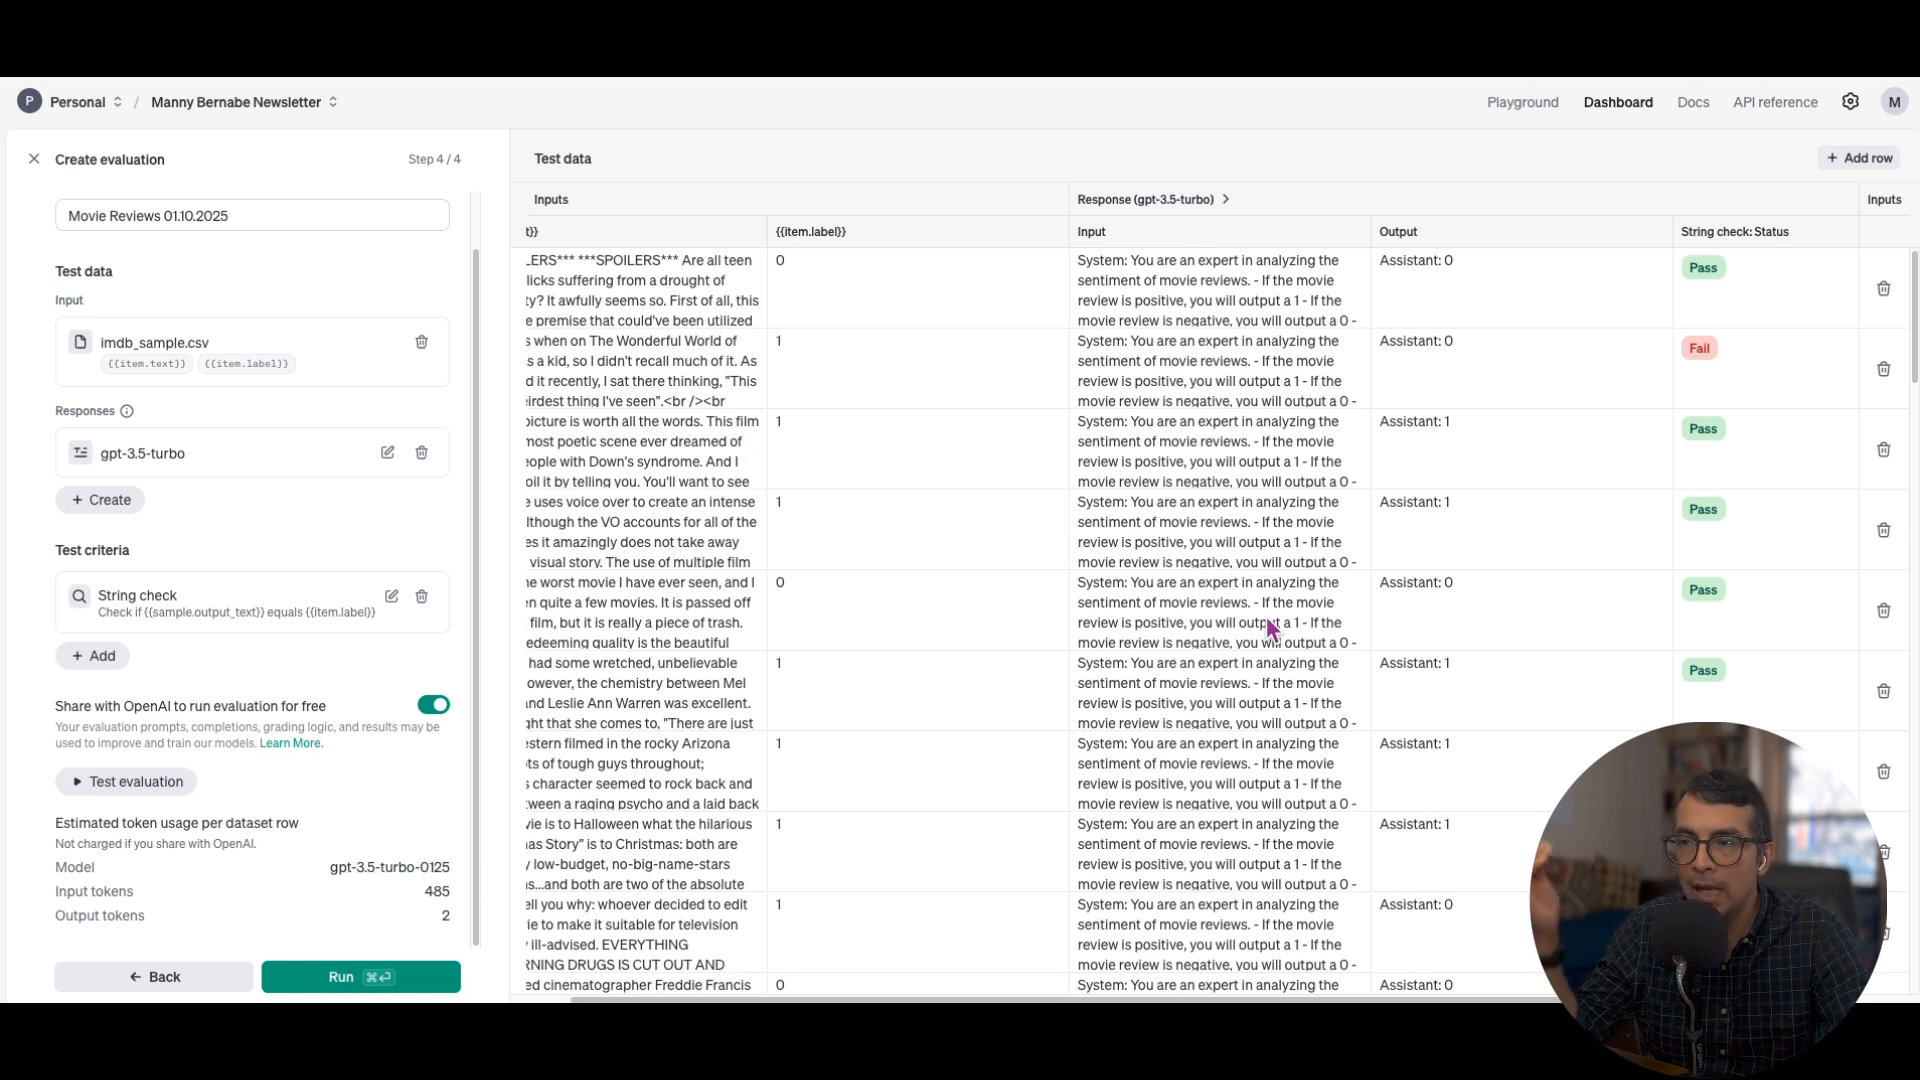 P Personal / Manny Bernabe Newsletter
Playground Dashboard Docs API reference M
Create evaluation Step 4 / 4
Movie Reviews 01.10.2025
Test data
Input
imdb_sample.csv
{{item.text}} {{item.label}}
Responses
gpt-3.5-turbo
+ Create
Test criteria
String check
Check if {{sample.output_text}} equals {{item.label}}
+ Add
Share with OpenAI to run evaluation for free
Your evaluation prompts, completions, grading logic, and results may be
used to improve and train our models. Learn More.
Test evaluation
Estimated token usage per dataset row
Not charged if you share with OpenAI.
Model gpt-3.5-turbo-0125
Input tokens 485
Output tokens 2
← Back
Run ⌘↵
Test data
+ Add row
Inputs Response (gpt-3.5-turbo) > Inputs
t}} {{item.label}} Input Output String check: Status
LERS*** ***SPOILERS*** Are all teen
licks suffering from a drought of
ty? It awfully seems so. First of all, this
e premise that could've been utilized
0
System: You are an expert in analyzing the
sentiment of movie reviews. - If the movie
review is positive, you will output a 1 - If the
movie review is negative, you will output a 0 -
Assistant: 0
Pass
s when on The Wonderful World of
s a kid, so I didn't recall much of it. As
d it recently, I sat there thinking, "This
eirdest thing I've seen".<br /><br
1
System: You are an expert in analyzing the
sentiment of movie reviews. - If the movie
review is positive, you will output a 1 - If the
movie review is negative, you will output a 0 -
Assistant: 0
Fail
picture is worth all the words. This film
most poetic scene ever dreamed of
eople with Down's syndrome. And I
oil it by telling you. You'll want to see
1
System: You are an expert in analyzing the
sentiment of movie reviews. - If the movie
review is positive, you will output a 1 - If the
movie review is negative, you will output a 0 -
Assistant: 1
Pass
e uses voice over to create an intense
lthough the VO accounts for all of the
es it amazingly does not take away
visual story. The use of multiple film
1
System: You are an expert in analyzing the
sentiment of movie reviews. - If the movie
review is positive, you will output a 1 - If the
movie review is negative, you will output a 0 -
Assistant: 1
Pass
he worst movie I have ever seen, and I
en quite a few movies. It is passed off
film, but it is really a piece of trash.
edeeming quality is the beautiful
0
System: You are an expert in analyzing the
sentiment of movie reviews. - If the movie
review is positive, you will output a 1 - If the
movie review is negative, you will output a 0 -
Assistant: 0
Pass
had some wretched, unbelievable
owever, the chemistry between Mel
nd Leslie Ann Warren was excellent.
ght that she comes to, "There are just
1
System: You are an expert in analyzing the
sentiment of movie reviews. - If the movie
review is positive, you will output a 1 - If the
movie review is negative, you will output a 0 -
Assistant: 1
Pass
estern filmed in the rocky Arizona
ots of tough guys throughout;
s character seemed to rock back and
tween a raging psycho and a laid back
1
System: You are an expert in analyzing the
sentiment of movie reviews. - If the movie
review is positive, you will output a 1 - If the
movie review is negative, you will output a 0 -
Assistant: 1
vie is to Halloween what the hilarious
as Story" is to Christmas: both are
y low-budget, no-big-name-stars
s...and both are two of the absolute
1
System: You are an expert in analyzing the
sentiment of movie reviews. - If the movie
review is positive, you will output a 1 - If the
movie review is negative, you will output a 0 -
Assistant: 1
ell you why: whoever decided to edit
ie to make it suitable for television
ill-advised. EVERYTHING
RNING DRUGS IS CUT OUT AND
1
System: You are an expert in analyzing the
sentiment of movie reviews. - If the movie
review is positive, you will output a 1 - If the
movie review is negative, you will output a 0 -
Assistant: 0
ed cinematographer Freddie Francis
0
System: You are an expert in analyzing the
Assistant: 0